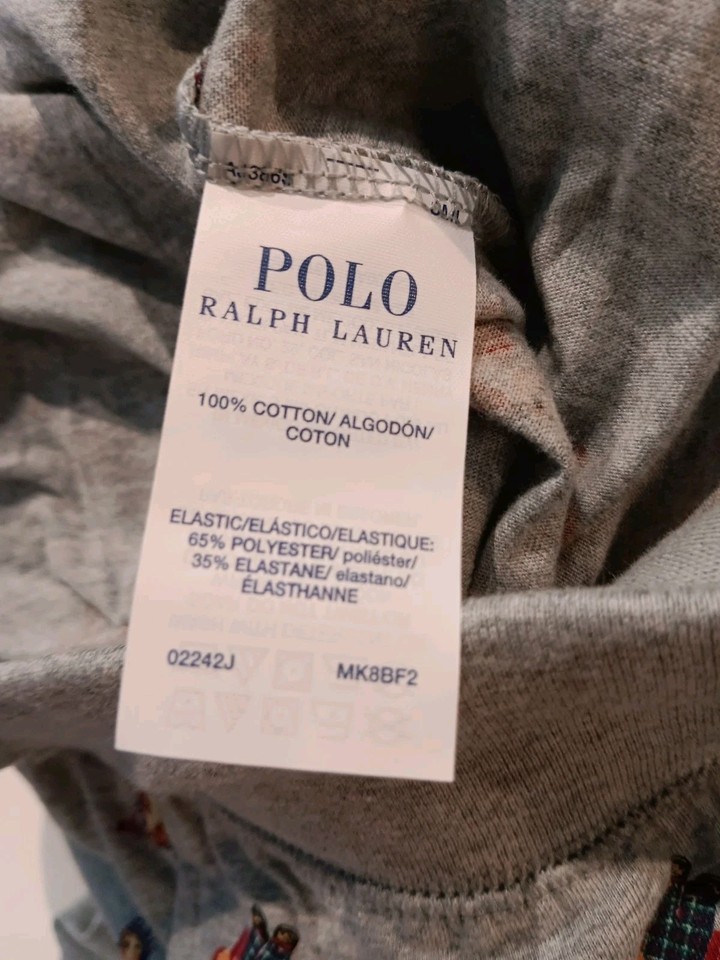 POLO
RALPH LAUREN
100% COTTON/ ALGODÓN/
COTON
ELASTIC/ELÁSTICO/ELASTIQUE:
65% POLYESTER/ poliéster/
35% ELASTANE/ elastano/
ÉLASTHANNE
02242J MK8BF2